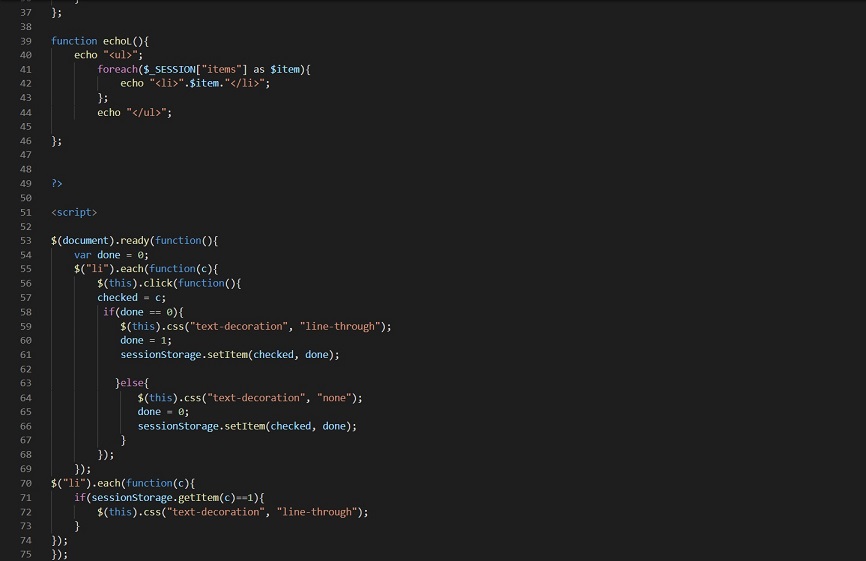 37 };
38
39 function echoL(){
40 echo "<ul>";
41 foreach($_SESSION["items"] as $item){
42 echo "<li>".$item."</li>";
43 };
44 echo "</ul>";
45
46 };
47
48
49 ?>
50
51 <script>
52
53 $(document).ready(function(){
54 var done = 0;
55 $("li").each(function(c){
56 $(this).click(function(){
57 checked = c;
58 if(done == 0){
59 $(this).css("text-decoration", "line-through");
60 done = 1;
61 sessionStorage.setItem(checked, done);
62
63 }else{
64 $(this).css("text-decoration", "none");
65 done = 0;
66 sessionStorage.setItem(checked, done);
67 }
68 });
69 });
70 $("li").each(function(c){
71 if(sessionStorage.getItem(c)==1){
72 $(this).css("text-decoration", "line-through");
73 }
74 });
75 });